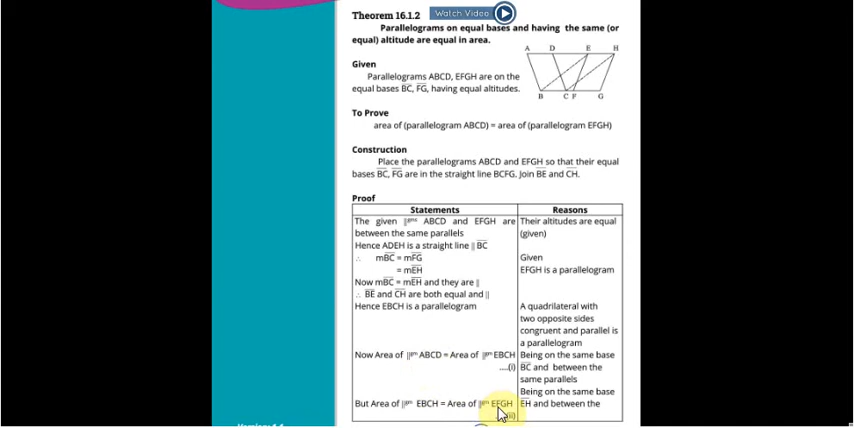 Theorem 16.1.2 Watch Video
Parallelograms on equal bases and having the same (or
equal) altitude are equal in area.
A D E H
B C F G
Given
Parallelograms ABCD, EFGH are on the
equal bases BC, FG, having equal altitudes.
To Prove
area of (parallelogram ABCD) = area of (parallelogram EFGH)
Construction
Place the parallelograms ABCD and EFGH so that their equal
bases BC, FG are in the straight line BCFG. Join BE and CH.
Proof
Statements Reasons
The given ||gms ABCD and EFGH are Their altitudes are equal
between the same parallels (given)
Hence ADEH is a straight line || BC
∴ mBC = mFG Given
= mEH EFGH is a parallelogram
Now mBC = mEH and they are ||
∴ BE and CH are both equal and ||
Hence EBCH is a parallelogram A quadrilateral with
two opposite sides
congruent and parallel is
a parallelogram
Now Area of ||gm ABCD = Area of ||gm EBCH Being on the same base
....(i) BC and between the
same parallels
Being on the same base
But Area of ||gm EBCH = Area of ||gm EFGH EH and between the
(ii)